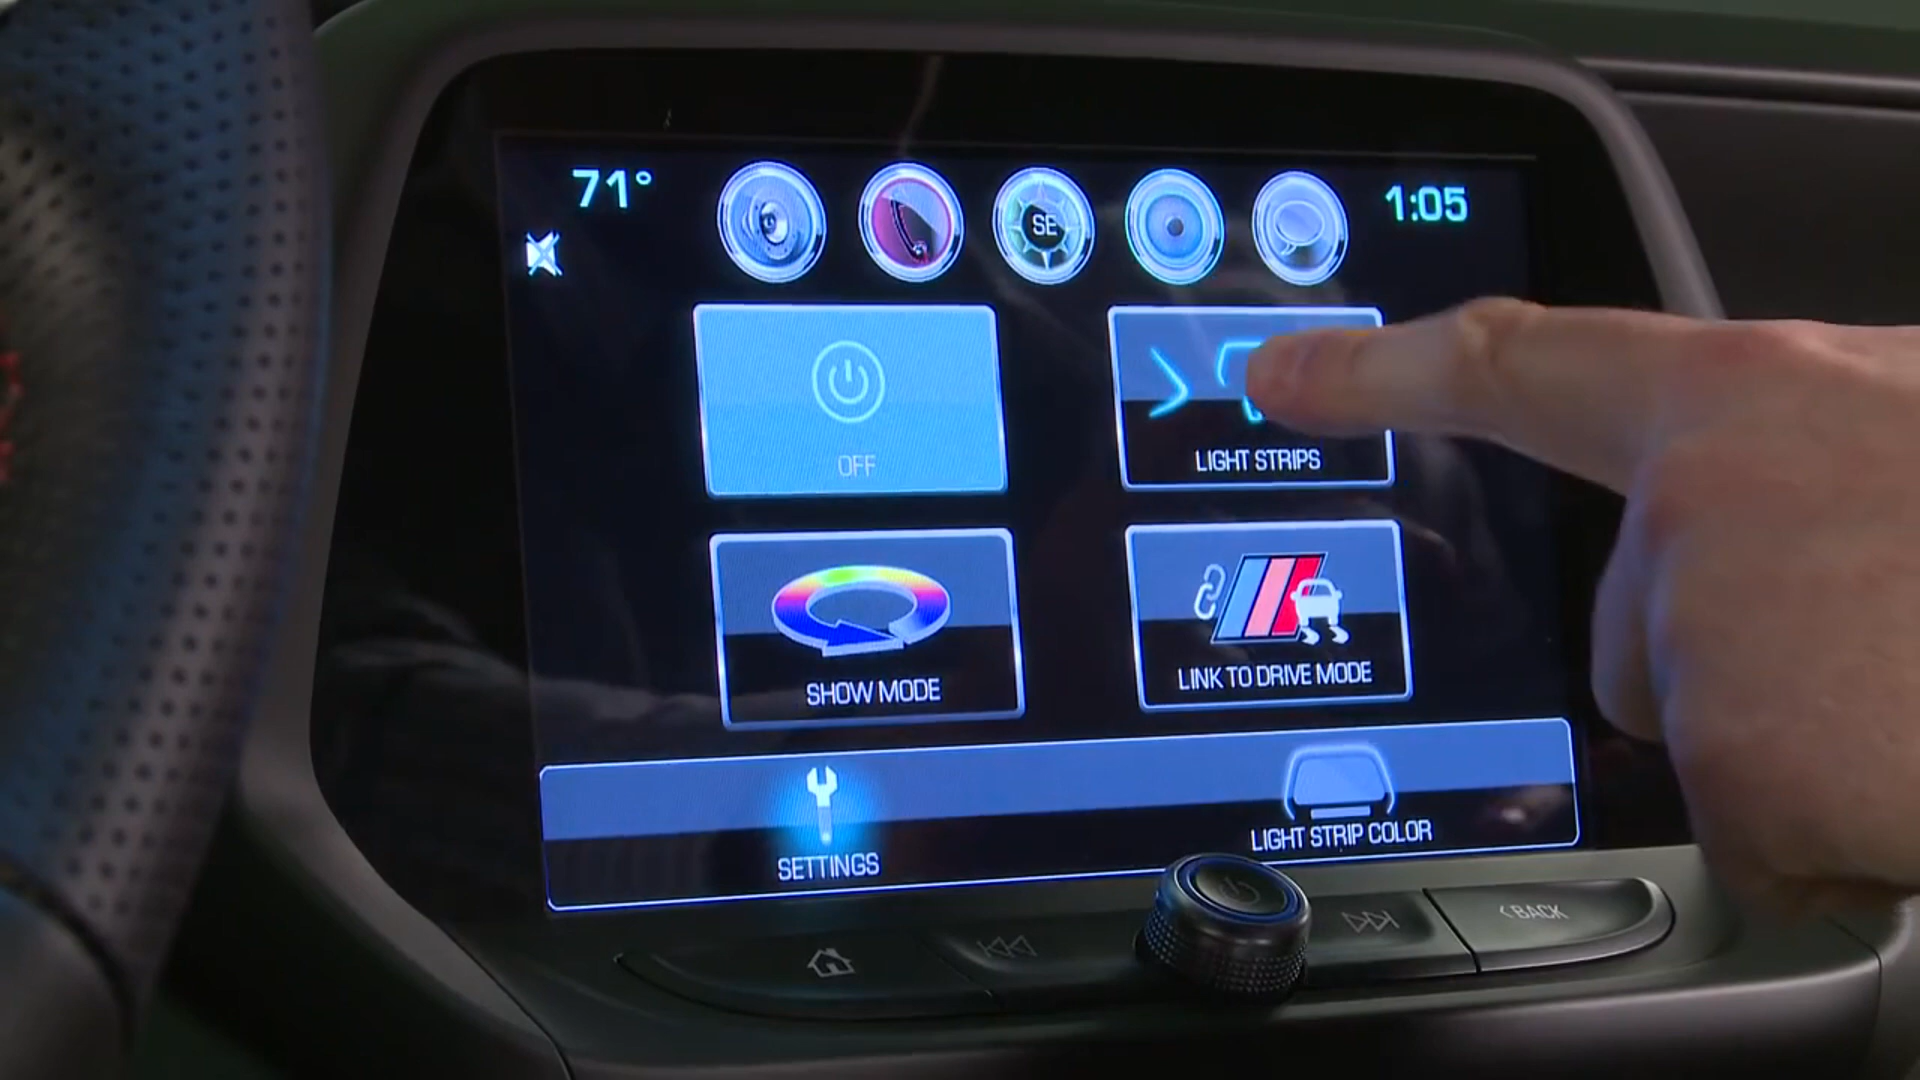 71°
SE
1:05
OFF
LIGHT STRIPS
SHOW MODE
LINK TO DRIVE MODE
SETTINGS
LIGHT STRIP COLOR
<BACK